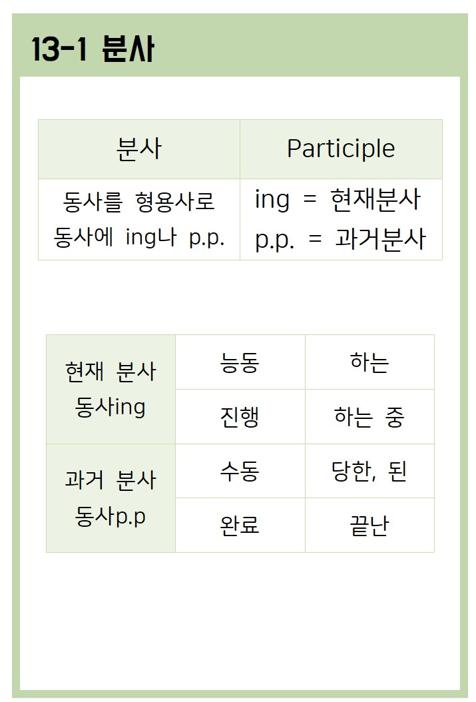 13-1 분사
분사 Participle
동사를 형용사로
동사에 ing나 p.p.
ing = 현재분사
p.p. = 과거분사
현재 분사
동사ing
능동 하는
진행 하는 중
과거 분사
동사p.p
수동 당한, 된
완료 끝난